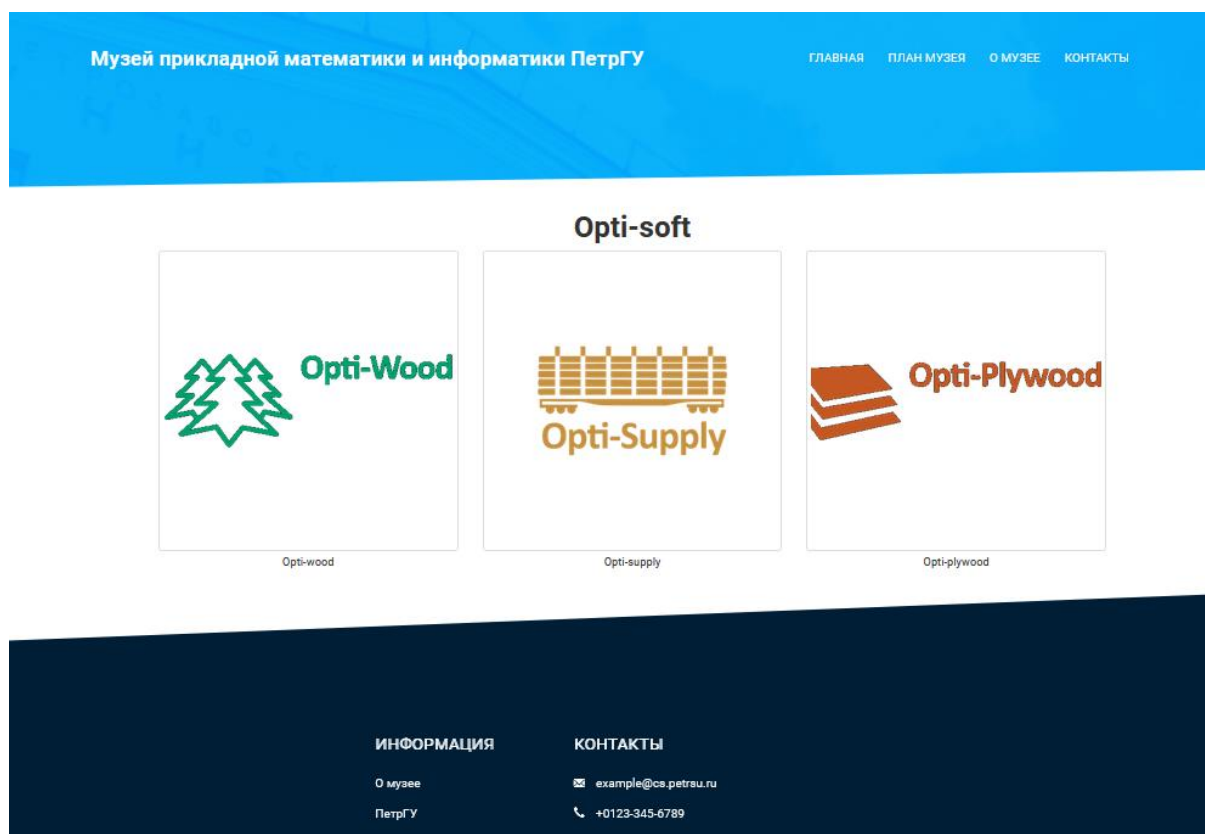 Музей прикладной математики и информатики ПетрГУ
ГЛАВНАЯ ПЛАН МУЗЕЯ О МУЗЕЕ КОНТАКТЫ
Opti-soft
Opti-Wood
Opti-Supply
Opti-Plywood
Opti-wood
Opti-supply
Opti-plywood
ИНФОРМАЦИЯ
О музее
ПетрГУ
КОНТАКТЫ
example@cs.petrsu.ru
+0123-345-6789